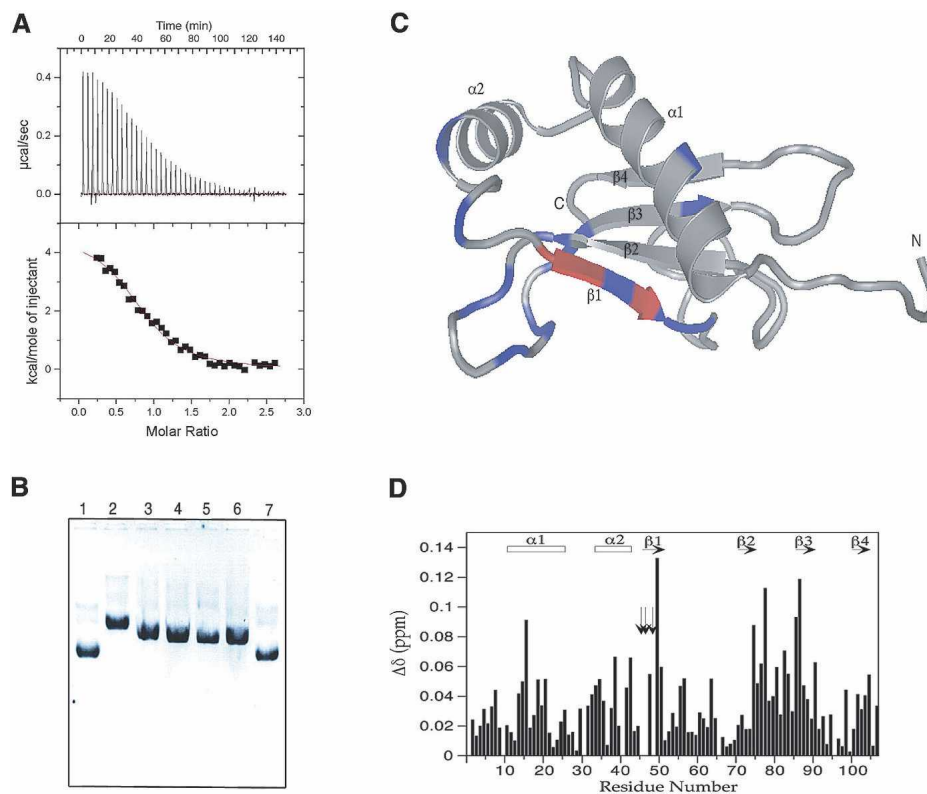 A
Time (min)
0 20 40 60 80 100 120 140
0.4
0.2
0.0
µcal/sec
4
2
0
kcal/mole of injectant
0.0 0.5 1.0 1.5 2.0 2.5 3.0
Molar Ratio
B
1 2 3 4 5 6 7
C
α2
α1
β4
C
β3
β2
β1
N
D
0.14
0.12
0.1
0.08
0.06
0.04
0.02
0
Δδ (ppm)
α1 α2 β1 β2 β3 β4
10 20 30 40 50 60 70 80 90 100
Residue Number